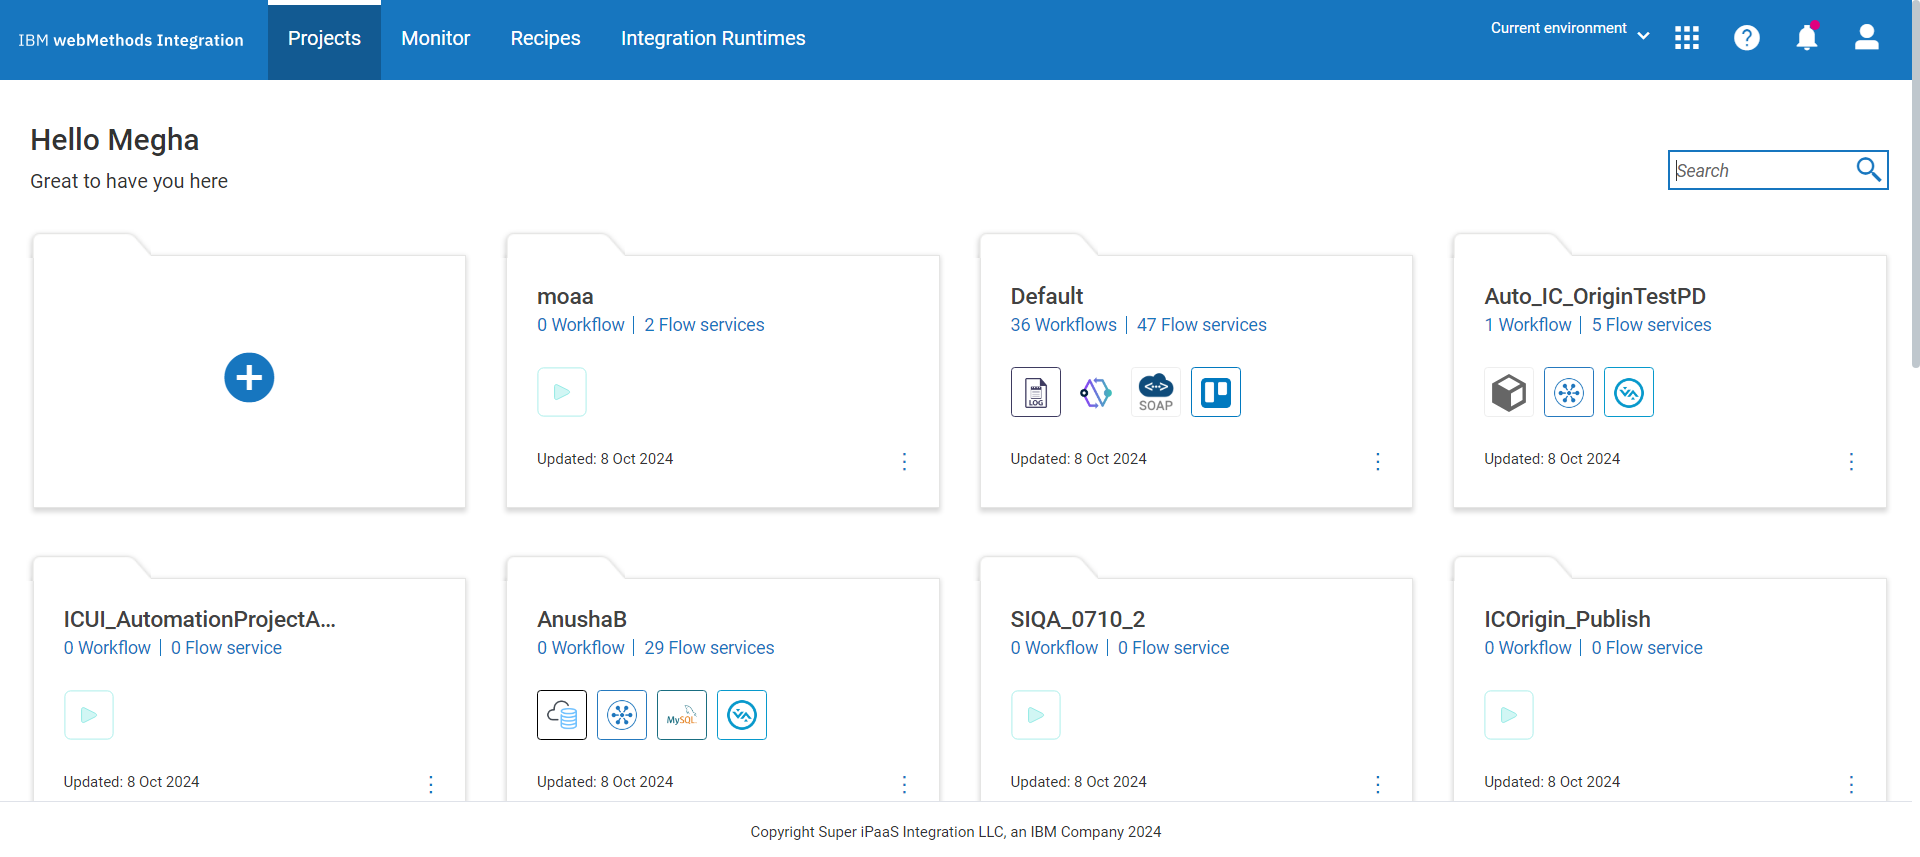 IBM webMethods Integration
Projects
Monitor
Recipes
Integration Runtimes
Current environment
Hello Megha
Great to have you here
Search
moaa
0 Workflow | 2 Flow services
Updated: 8 Oct 2024
Default
36 Workflows | 47 Flow services
LOG
SOAP
Updated: 8 Oct 2024
Auto_IC_OriginTestPD
1 Workflow | 5 Flow services
Updated: 8 Oct 2024
ICUI_AutomationProjectA...
0 Workflow | 0 Flow service
Updated: 8 Oct 2024
AnushaB
0 Workflow | 29 Flow services
MySQL
Updated: 8 Oct 2024
SIQA_0710_2
0 Workflow | 0 Flow service
Updated: 8 Oct 2024
ICOrigin_Publish
0 Workflow | 0 Flow service
Updated: 8 Oct 2024
Copyright Super iPaaS Integration LLC, an IBM Company 2024